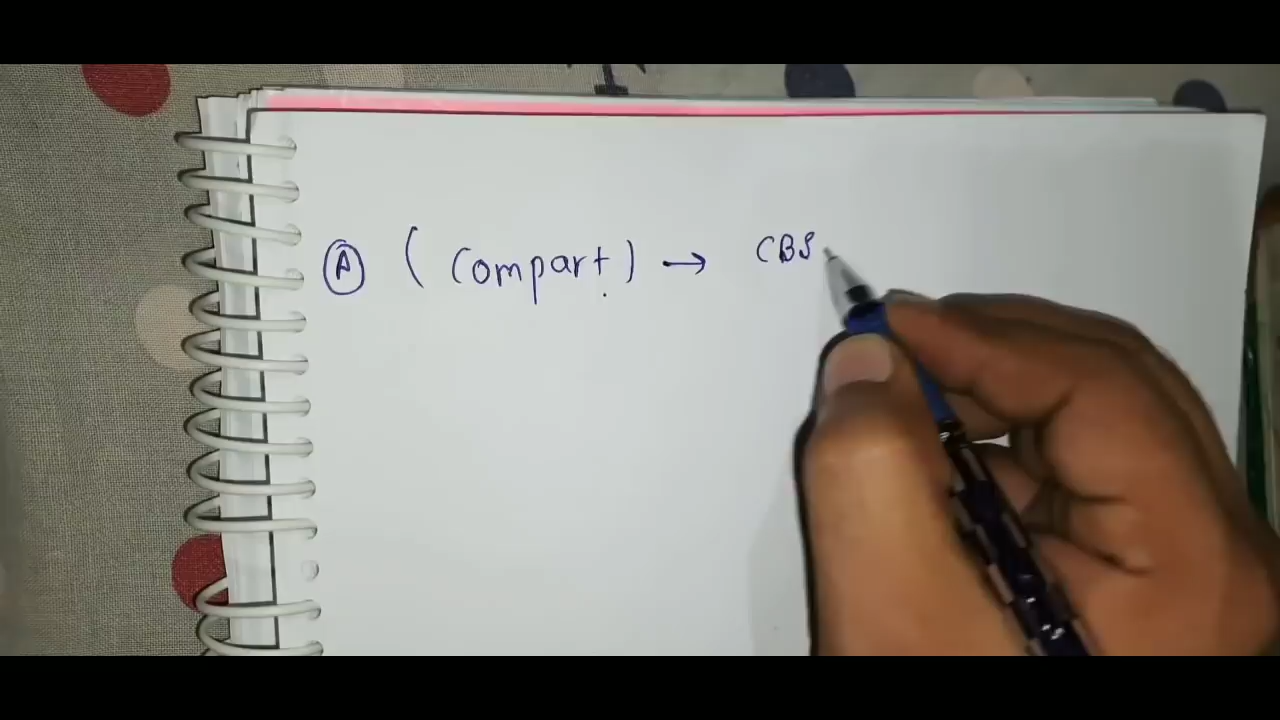 Ⓐ (Compart) → CBS